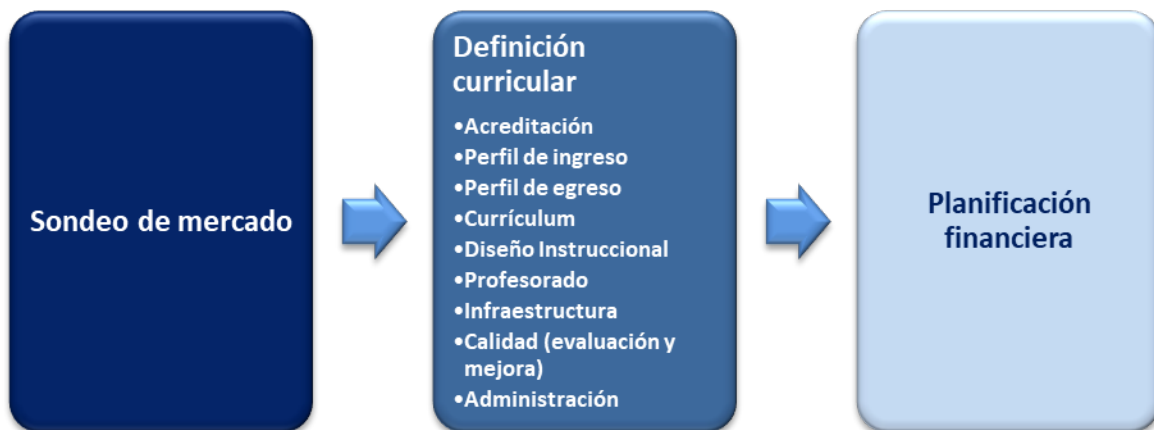 Sondeo de mercado
Definición
curricular
•Acreditación
•Perfil de ingreso
•Perfil de egreso
•Currículum
•Diseño Instruccional
•Profesorado
•Infraestructura
•Calidad (evaluación y
mejora)
•Administración
Planificación
financiera